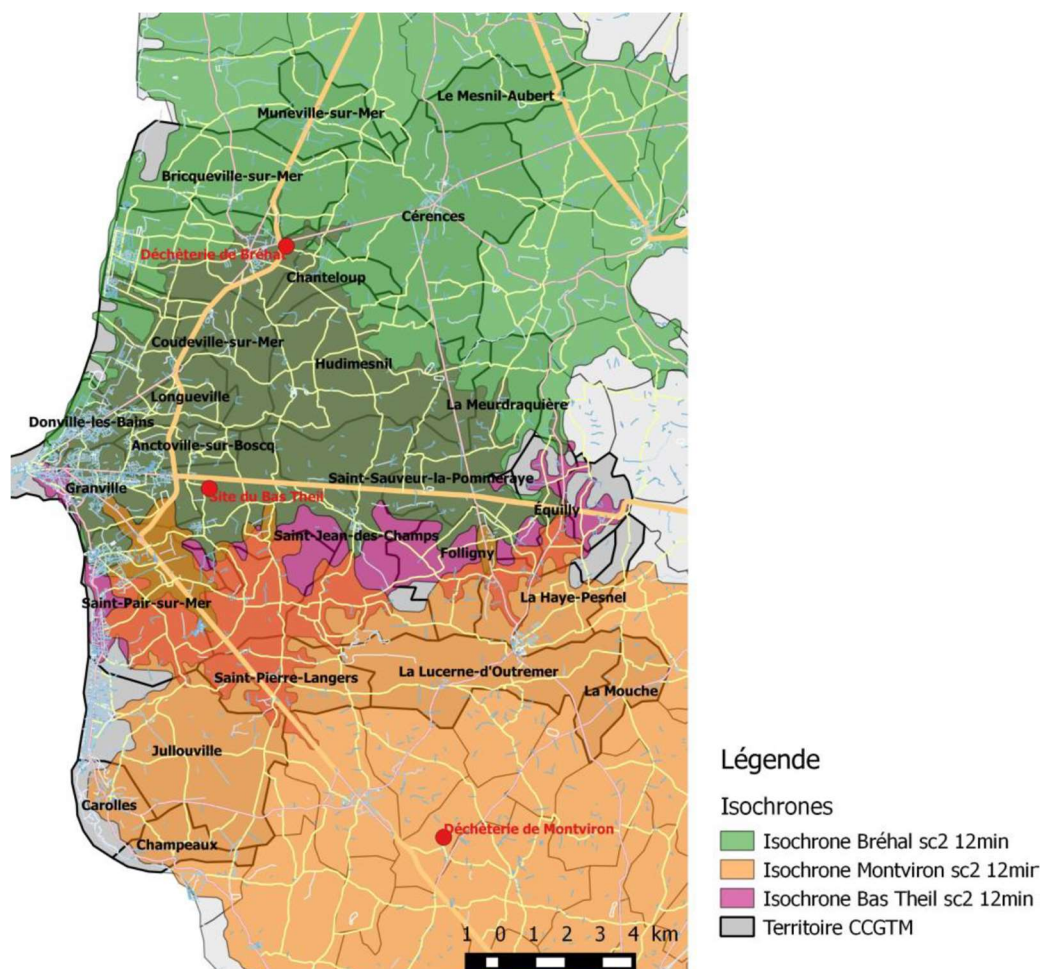 Le Mesnil-Aubert
Muneville-sur-Mer
Bricqueville-sur-Mer
Cérences
Déchèterie de Bréhal
Chanteloup
Coudeville-sur-Mer
Hudimesnil
Longueville
La Meurdraquière
Donville-les-Bains
Anctoville-sur-Boscq
Saint-Sauveur-la-Pommeraye
Granville
Site du Bas Theil
Equilly
Saint-Jean-des-Champs
Folligny
La Haye-Pesnel
Saint-Pair-sur-Mer
La Lucerne-d'Outremer
Saint-Pierre-Langers
La Mouche
Jullouville
Carolles
Déchèterie de Montviron
Champeaux
Légende
Isochrones
Isochrone Bréhal sc2 12min
Isochrone Montviron sc2 12min
Isochrone Bas Theil sc2 12min
Territoire CCGTM
1 0 1 2 3 4 km